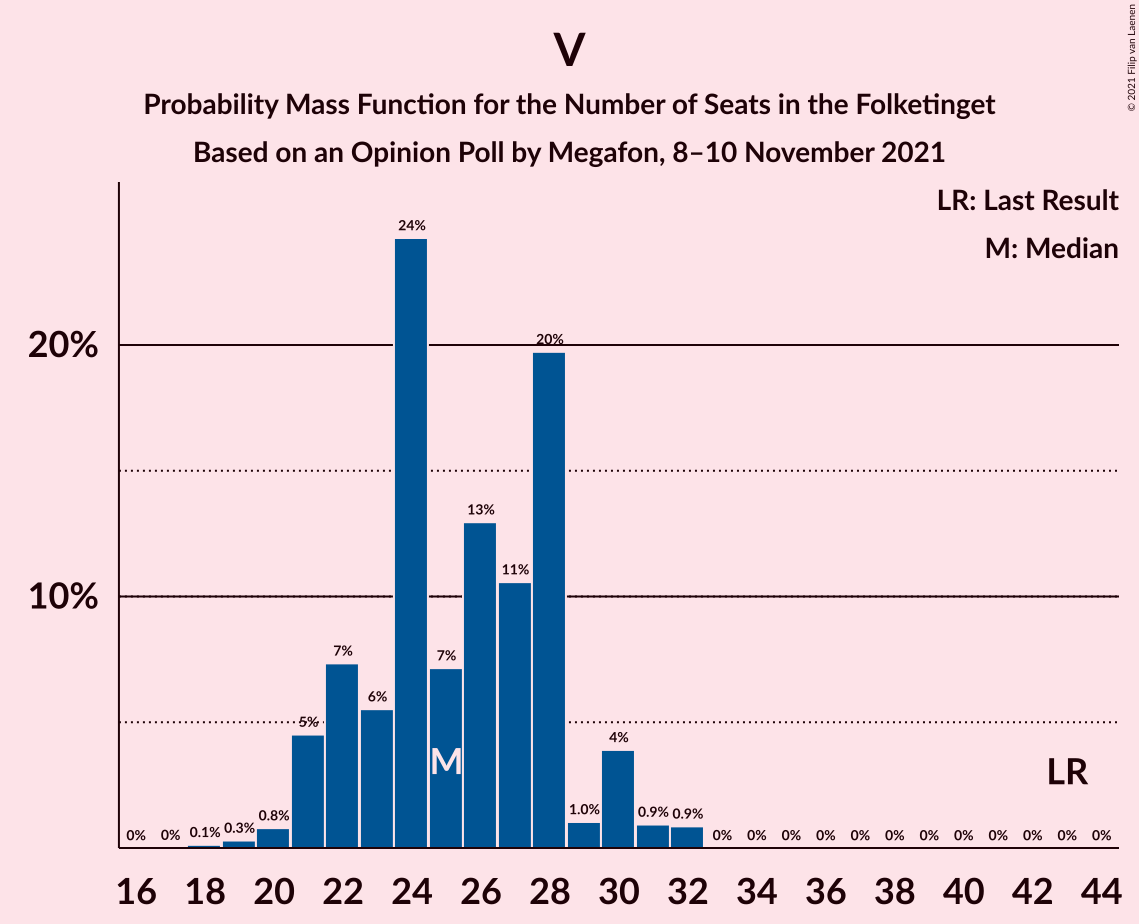 V
Probability Mass Function for the Number of Seats in the Folketinget
Based on an Opinion Poll by Megafon, 8–10 November 2021
© 2021 Filip van Laenen
LR: Last Result
M: Median
20%
10%
0% 0% 0.1% 0.3% 0.8% 5% 7% 6% 24% 7% 13% 11% 20% 1.0% 4% 0.9% 0.9% 0% 0% 0% 0% 0% 0% 0% 0% 0% 0% 0% 0%
M
LR
16 18 20 22 24 26 28 30 32 34 36 38 40 42 44